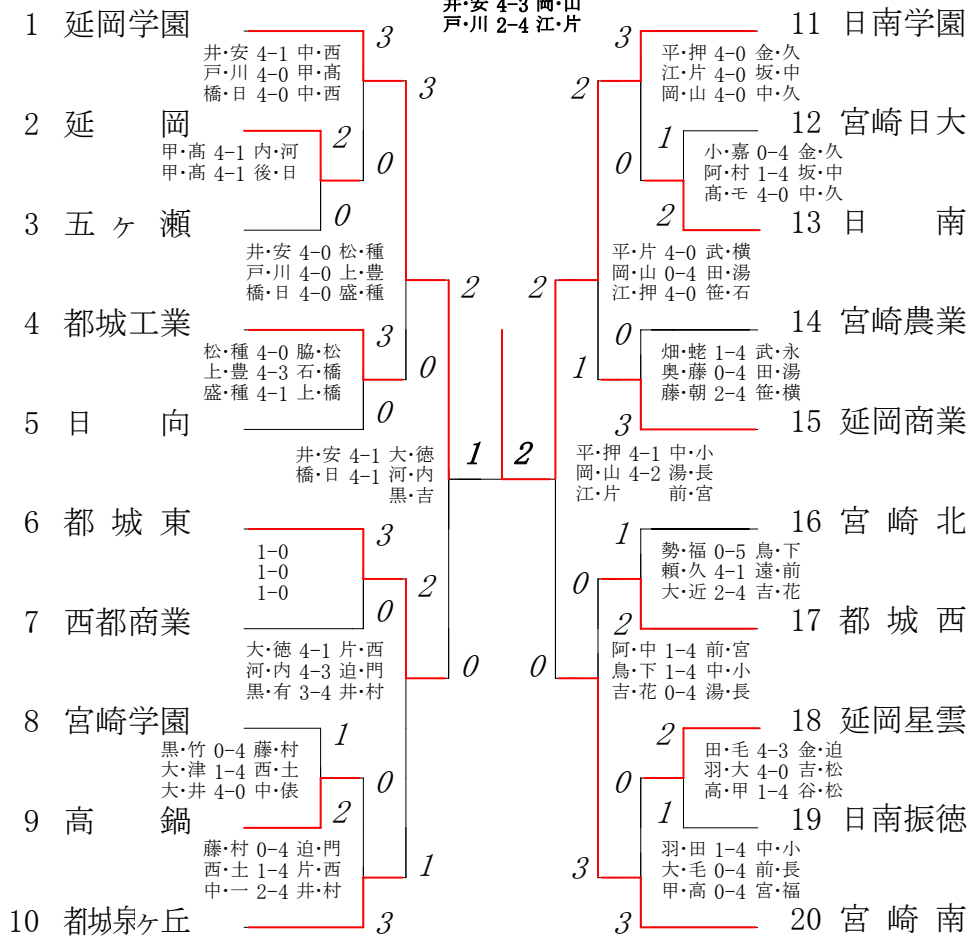 井・安 4-3 岡・山
戸・川 2-4 江・片
1 延岡学園
3
井・安 4-1 中・西
戸・川 4-0 甲・髙
橋・日 4-0 中・西
3
2 延 岡
2
甲・髙 4-1 内・河
甲・髙 4-1 後・日
0
3 五ヶ瀬
0
井・安 4-0 松・種
戸・川 4-0 上・豊
橋・日 4-0 盛・種
2
4 都城工業
3
松・種 4-0 脇・松
上・豊 4-3 石・橋
盛・種 4-1 上・橋
0
5 日 向
0
井・安 4-1 大・徳
橋・日 4-1 河・内
黒・吉
1
6 都城東
3
1-0
1-0
1-0
2
7 西都商業
0
大・徳 4-1 片・西
河・内 4-3 迫・門
黒・有 3-4 井・村
0
8 宮崎学園
1
黒・竹 0-4 藤・村
大・津 1-4 西・土
大・井 4-0 中・俵
0
9 高 鍋
2
藤・村 0-4 迫・門
西・土 1-4 片・西
中・一 2-4 井・村
1
10 都城泉ヶ丘
3
11 日南学園
3
平・押 4-0 金・久
江・片 4-0 坂・中
岡・山 4-0 中・久
2
12 宮崎日大
1
小・嘉 0-4 金・久
阿・村 1-4 坂・中
髙・モ 4-0 中・久
0
13 日 南
2
平・片 4-0 武・横
岡・山 0-4 田・湯
江・押 4-0 笹・石
2
14 宮崎農業
0
畑・蛯 1-4 武・永
奥・藤 0-4 田・湯
藤・朝 2-4 笹・横
1
15 延岡商業
3
平・押 4-1 中・小
岡・山 4-2 湯・長
江・片 前・宮
2
16 宮崎北
1
勢・福 0-5 鳥・下
頼・久 4-1 遠・前
大・近 2-4 吉・花
0
17 都城西
2
阿・中 1-4 前・宮
鳥・下 1-4 中・小
吉・花 0-4 湯・長
0
18 延岡星雲
2
田・毛 4-3 金・迫
羽・大 4-0 吉・松
高・甲 1-4 谷・松
0
19 日南振徳
1
羽・田 1-4 中・小
大・毛 0-4 前・長
甲・高 0-4 宮・福
3
20 宮崎南
3